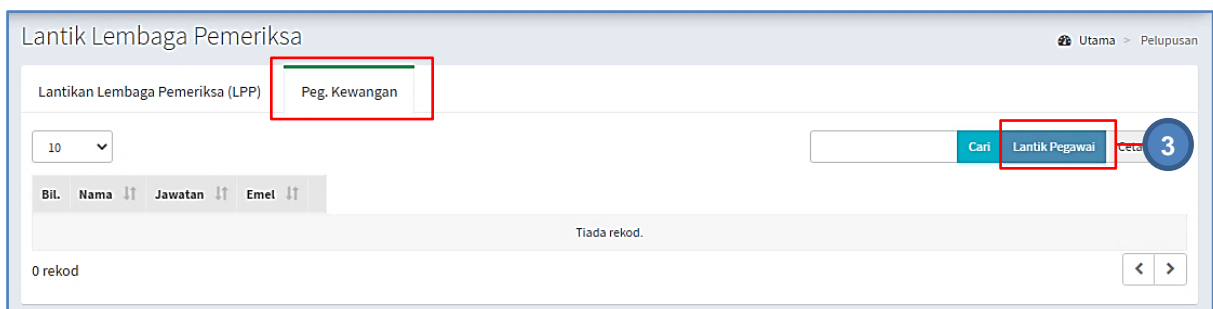 Lantik Lembaga Pemeriksa
Utama > Pelupusan
Lantikan Lembaga Pemeriksa (LPP) Peg. Kewangan
10 Cari Lantik Pegawai 3
Bil. Nama Jawatan Emel
Tiada rekod.
0 rekod < >